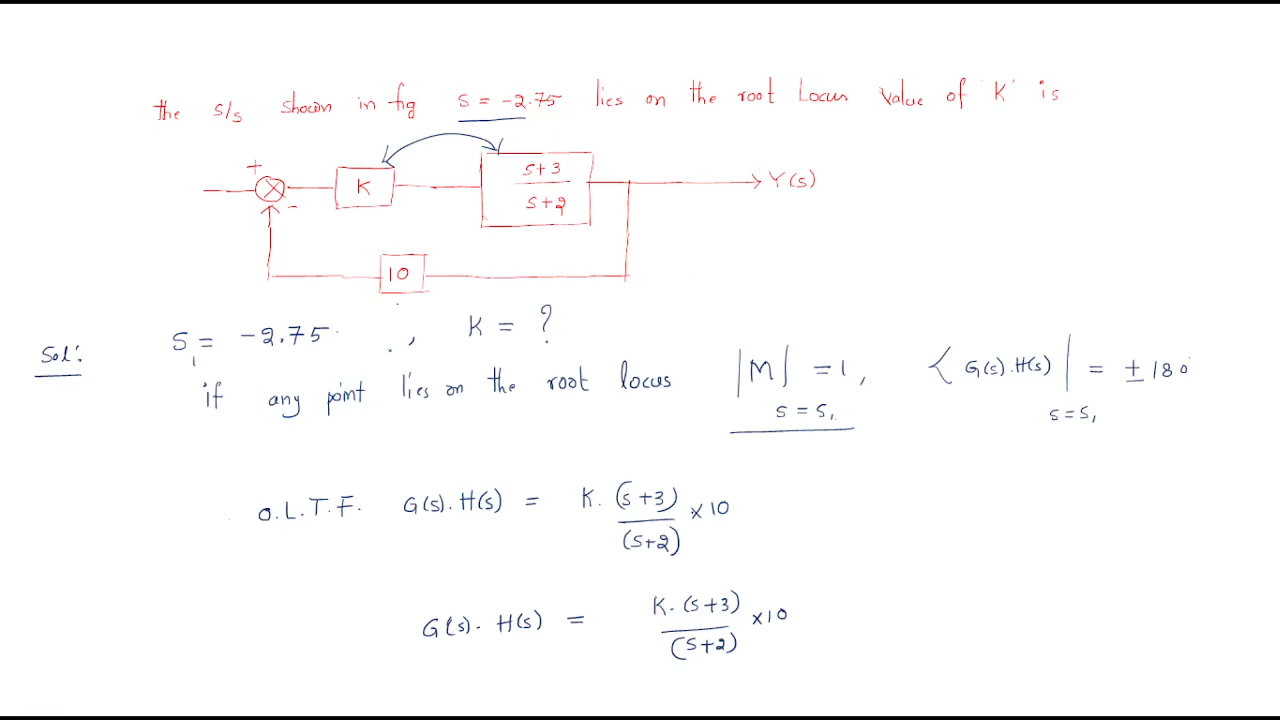 the s/s shown in fig s = -2.75 lies on the root Locus value of 'K' is
+
K
s+3
s+2
Y(s)
-
10
Sol: S₁ = -2.75 , K = ?
if any point lies on the root locus |M| = 1, ∠G(s).H(s)| = ± 180
s = s₁ s = s₁
O.L.T.F. G(s).H(s) = K. (s+3)/(s+2) × 10
G(s). H(s) = K. (s+3)/(s+2) × 10